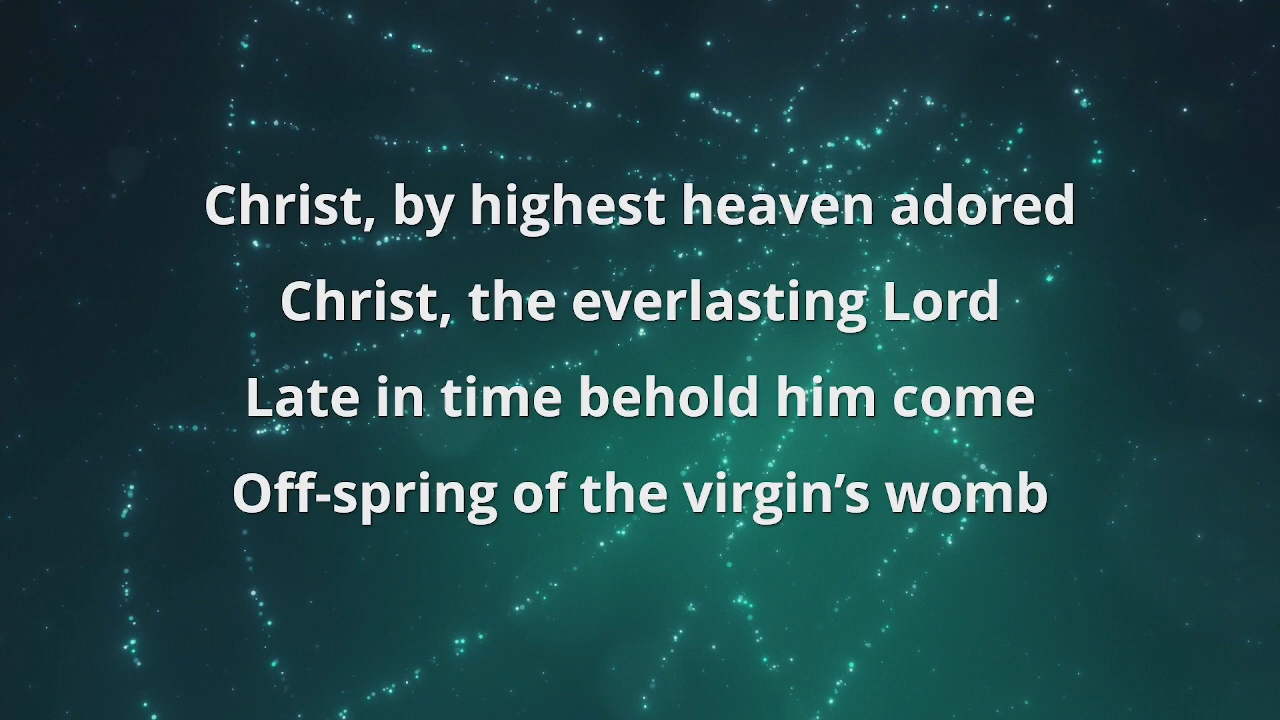 Christ, by highest heaven adored
Christ, the everlasting Lord
Late in time behold him come
Off-spring of the virgin’s womb